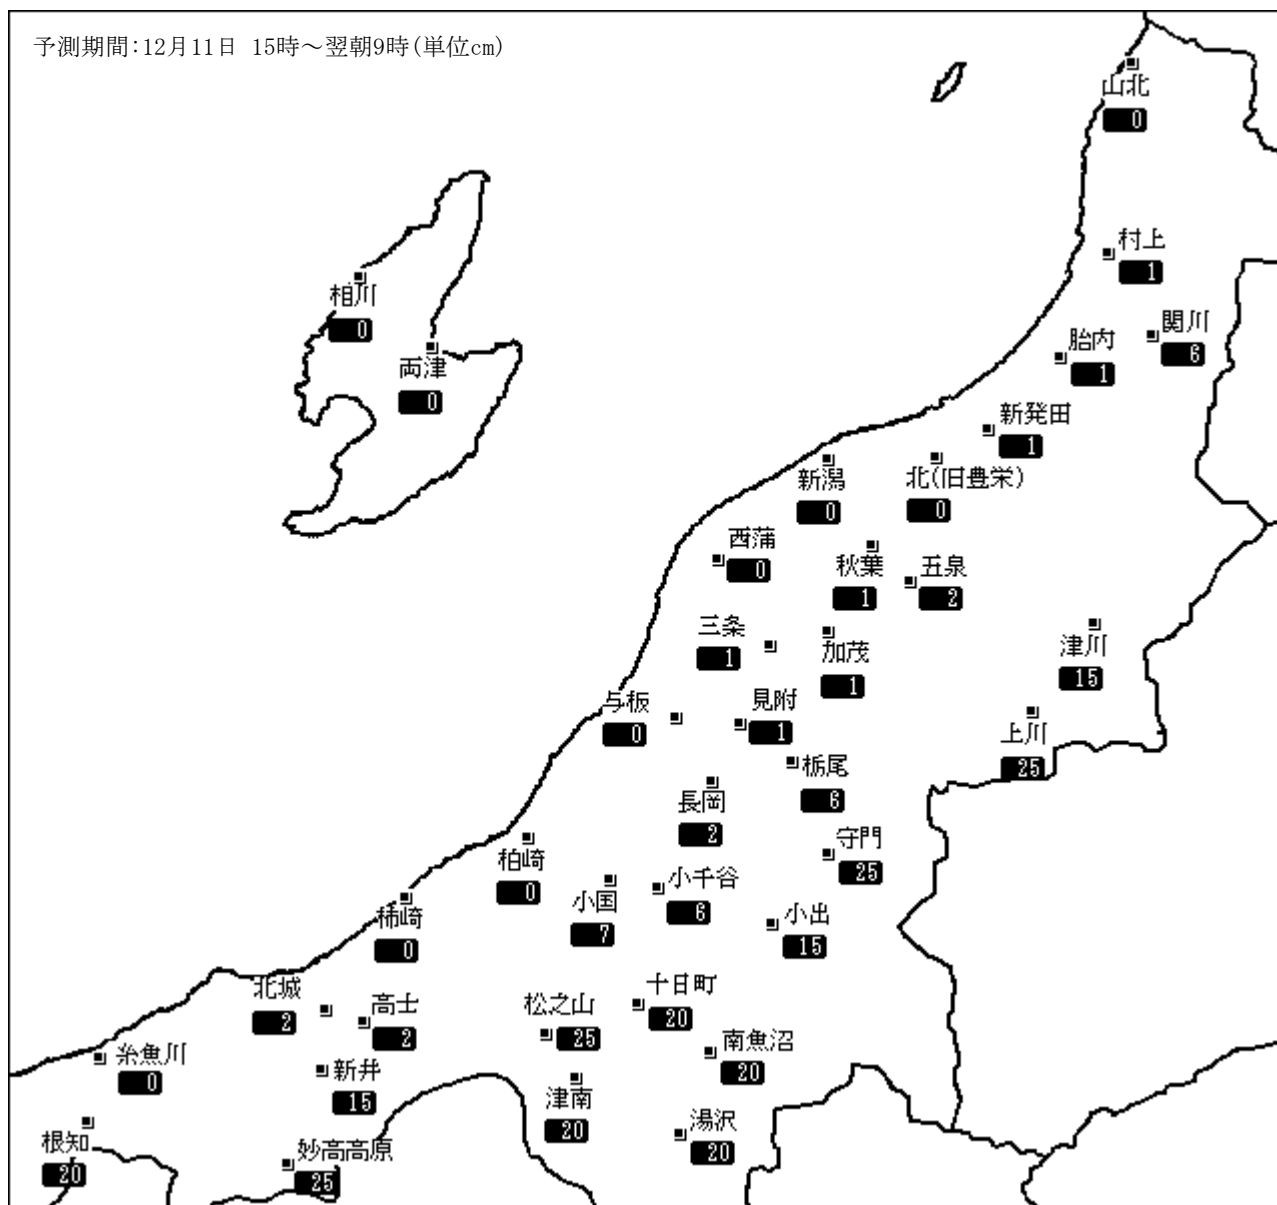 予測期間:12月11日 15時～翌朝9時(単位cm)
山北
0
村上
1
関川
6
胎内
1
相川
0
両津
0
新発田
1
新潟
0
北(旧豊栄)
0
西蒲
0
秋葉
1
五泉
2
三条
1
加茂
1
津川
15
与板
0
見附
1
上川
25
栃尾
6
長岡
2
守門
25
柏崎
0
小国
7
小千谷
6
小出
15
柿崎
0
北城
2
高士
2
松之山
25
十日町
20
南魚沼
20
糸魚川
0
新井
15
津南
20
湯沢
20
根知
20
妙高高原
25